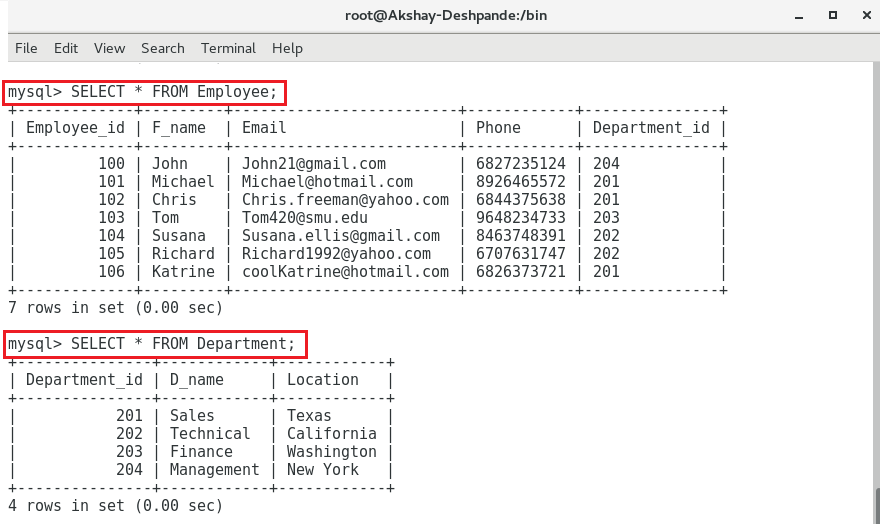 root@Akshay-Deshpande:/bin
File Edit View Search Terminal Help
mysql> SELECT * FROM Employee;
+-------------+---------+-------------------------+------------+---------------+
| Employee_id | F_name  | Email                   | Phone      | Department_id |
+-------------+---------+-------------------------+------------+---------------+
|         100 | John    | John21@gmail.com        | 6827235124 | 204           |
|         101 | Michael | Michael@hotmail.com     | 8926465572 | 201           |
|         102 | Chris   | Chris.freeman@yahoo.com | 6844375638 | 201           |
|         103 | Tom     | Tom420@smu.edu          | 9648234733 | 203           |
|         104 | Susana  | Susana.ellis@gmail.com  | 8463748391 | 202           |
|         105 | Richard | Richard1992@yahoo.com   | 6707631747 | 202           |
|         106 | Katrine | coolKatrine@hotmail.com | 6826373721 | 201           |
+-------------+---------+-------------------------+------------+---------------+
7 rows in set (0.00 sec)
mysql> SELECT * FROM Department;
+---------------+------------+------------+
| Department_id | D_name     | Location   |
+---------------+------------+------------+
|           201 | Sales      | Texas      |
|           202 | Technical  | California |
|           203 | Finance    | Washington |
|           204 | Management | New York   |
+---------------+------------+------------+
4 rows in set (0.00 sec)